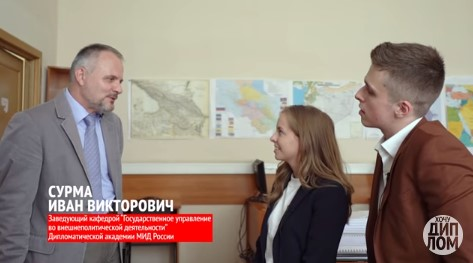 СУРМА
ИВАН ВИКТОРОВИЧ
Заведующий кафедрой "Государственное управление
во внешнеполитической деятельности"
Дипломатической академии МИД России
ХОЧУ
ДИП
ЛОМ